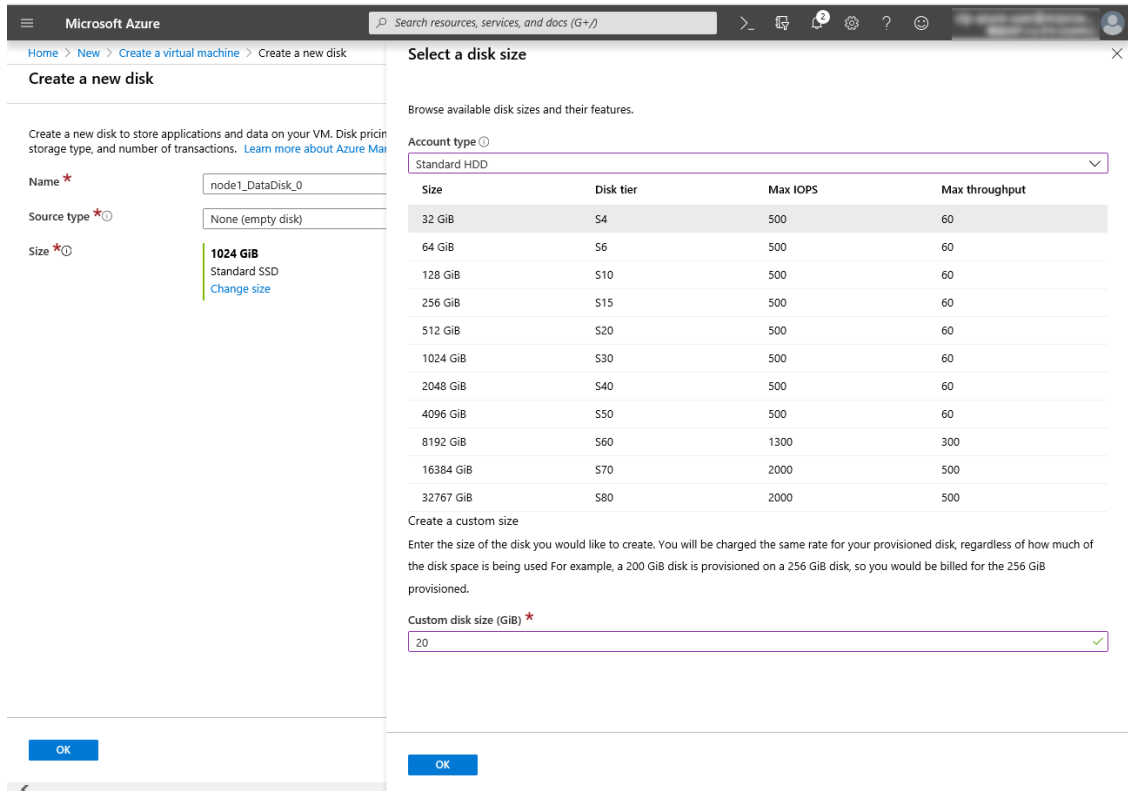 Microsoft Azure
Search resources, services, and docs (G+/)
2
Home > New > Create a virtual machine > Create a new disk
Create a new disk
Create a new disk to store applications and data on your VM. Disk pricin
storage type, and number of transactions. Learn more about Azure Mar
Name *
node1_DataDisk_0
Source type *
None (empty disk)
Size *
1024 GiB
Standard SSD
Change size
OK
Select a disk size
Browse available disk sizes and their features.
Account type
Standard HDD
Size Disk tier Max IOPS Max throughput
32 GiB S4 500 60
64 GiB S6 500 60
128 GiB S10 500 60
256 GiB S15 500 60
512 GiB S20 500 60
1024 GiB S30 500 60
2048 GiB S40 500 60
4096 GiB S50 500 60
8192 GiB S60 1300 300
16384 GiB S70 2000 500
32767 GiB S80 2000 500
Create a custom size
Enter the size of the disk you would like to create. You will be charged the same rate for your provisioned disk, regardless of how much of
the disk space is being used For example, a 200 GiB disk is provisioned on a 256 GiB disk, so you would be billed for the 256 GiB
provisioned.
Custom disk size (GiB) *
20
OK